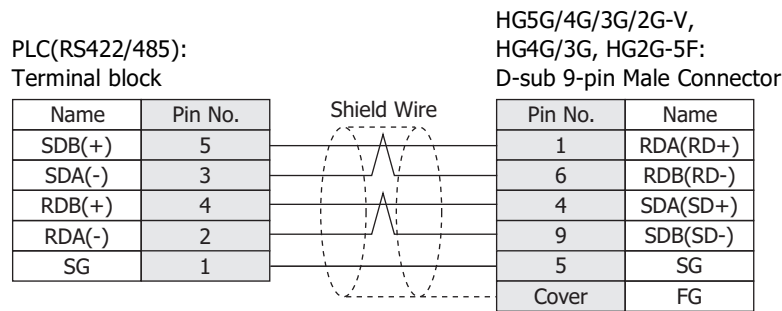 HG5G/4G/3G/2G-V,
PLC(RS422/485): HG4G/3G, HG2G-5F:
Terminal block D-sub 9-pin Male Connector
Name Pin No. Shield Wire Pin No. Name
SDB(+) 5 1 RDA(RD+)
SDA(-) 3 6 RDB(RD-)
RDB(+) 4 4 SDA(SD+)
RDA(-) 2 9 SDB(SD-)
SG 1 5 SG
Cover FG